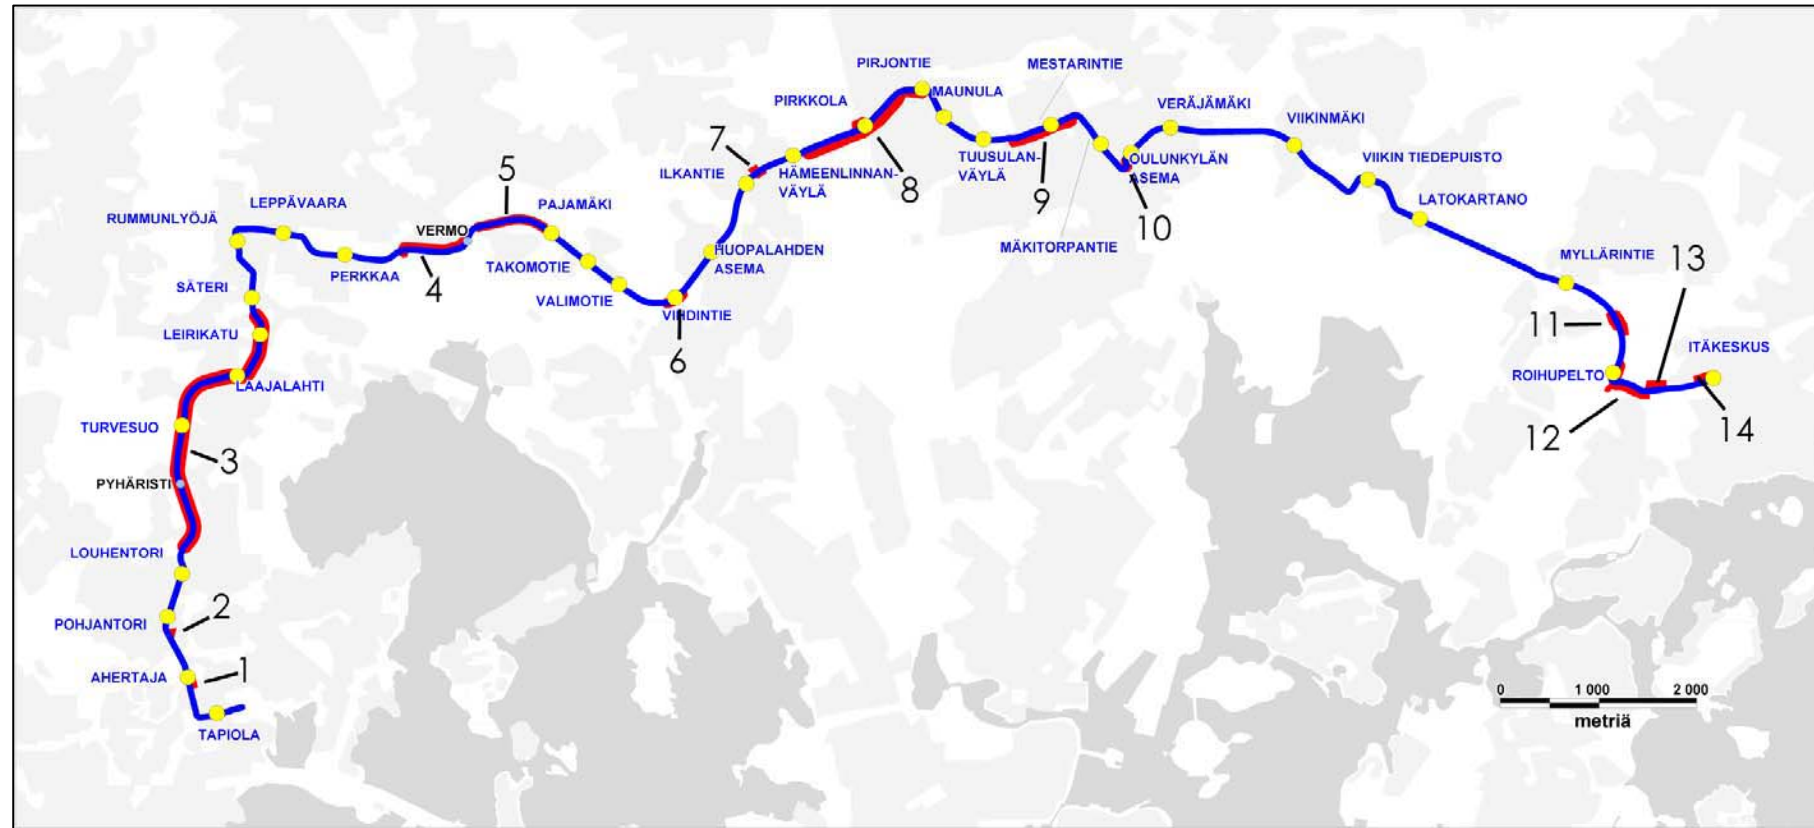 PIRJONTIE
MESTARINTIE
MAUNULA
PIRKKOLA
VERÄJÄMÄKI
VIIKINMÄKI
7
TUUSULAN-
VÄYLÄ
OULUNKYLÄN
ASEMA
VIIKIN TIEDEPUISTO
ILKANTIE
HÄMEENLINNAN-
VÄYLÄ
8
9
10
5
LEPPÄVAARA
PAJAMÄKI
LATOKARTANO
RUMMUNLYÖJÄ
VERMO
MÄKITORPANTIE
HUOPALAHDEN
ASEMA
MYLLÄRINTIE
13
PERKKAA
4
TAKOMOTIE
SÄTERI
VALIMOTIE
VIHDINTIE
6
11
LEIRIKATU
ITÄKESKUS
ROIHUPELTO
LAAJALAHTI
TURVESUO
12
14
3
PYHÄRISTI
LOUHENTORI
2
POHJANTORI
1
AHERTAJA
TAPIOLA
0 1 000 2 000
metriä